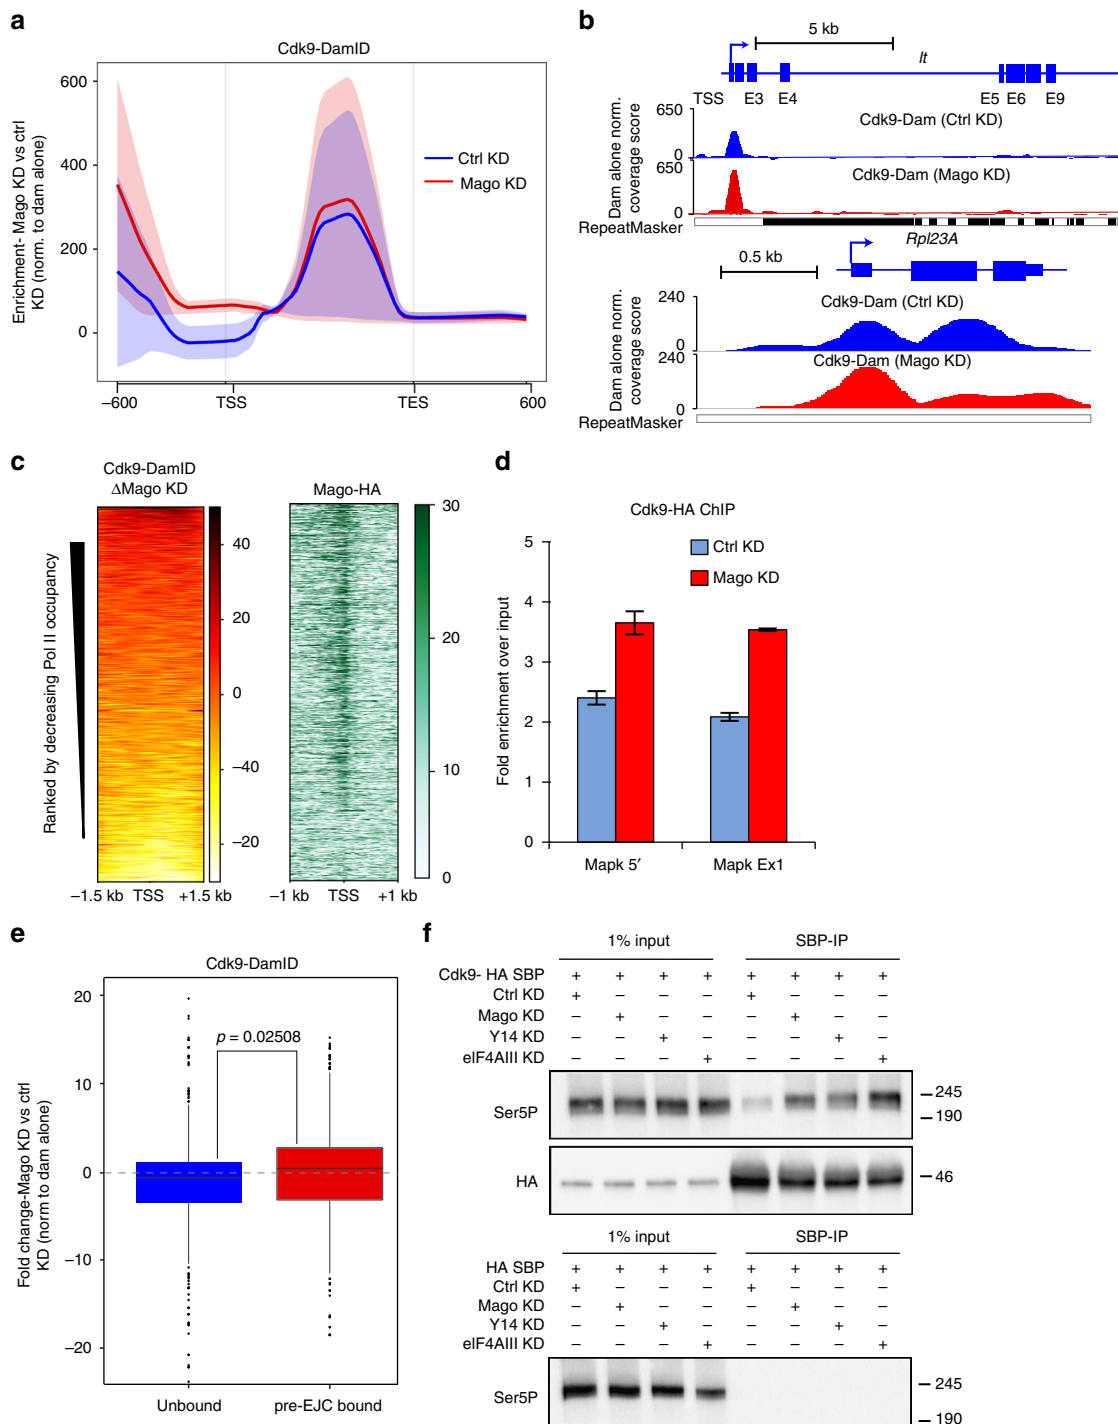 a
Cdk9-DamID
Enrichment- Mago KD vs ctrl
KD (norm. to dam alone)
600
400
200
0
Ctrl KD
Mago KD
–600
TSS
TES
600
b
5 kb
lt
TSS
E3
E4
E5
E6
E9
Dam alone norm.
coverage score
650
Cdk9-Dam (Ctrl KD)
0
650
Cdk9-Dam (Mago KD)
0
RepeatMasker
Rpl23A
0.5 kb
Dam alone norm.
coverage score
240
Cdk9-Dam (Ctrl KD)
0
240
Cdk9-Dam (Mago KD)
0
RepeatMasker
c
Cdk9-DamID
ΔMago KD
Ranked by decreasing Pol II occupancy
40
20
0
–20
–1.5 kb
TSS
+1.5 kb
Mago-HA
30
20
10
0
–1 kb
TSS
+1 kb
d
Cdk9-HA ChIP
Fold enrichment over input
5
4
3
2
1
0
Ctrl KD
Mago KD
Mapk 5′
Mapk Ex1
e
Cdk9-DamID
Fold change-Mago KD vs ctrl
KD (norm to dam alone)
20
10
0
–10
–20
p = 0.02508
Unbound
pre-EJC bound
f
1% input
SBP-IP
Cdk9- HA SBP + + + + + + + +
Ctrl KD + – – – + – – –
Mago KD – + – – – + – –
Y14 KD – – + – – – + –
eIF4AIII KD – – – + – – – +
Ser5P
245
190
HA
46
1% input
SBP-IP
HA SBP + + + + + + + +
Ctrl KD + – – – + – – –
Mago KD – + – – – + – –
Y14 KD – – + – – – + –
eIF4AIII KD – – – + – – – +
Ser5P
245
190